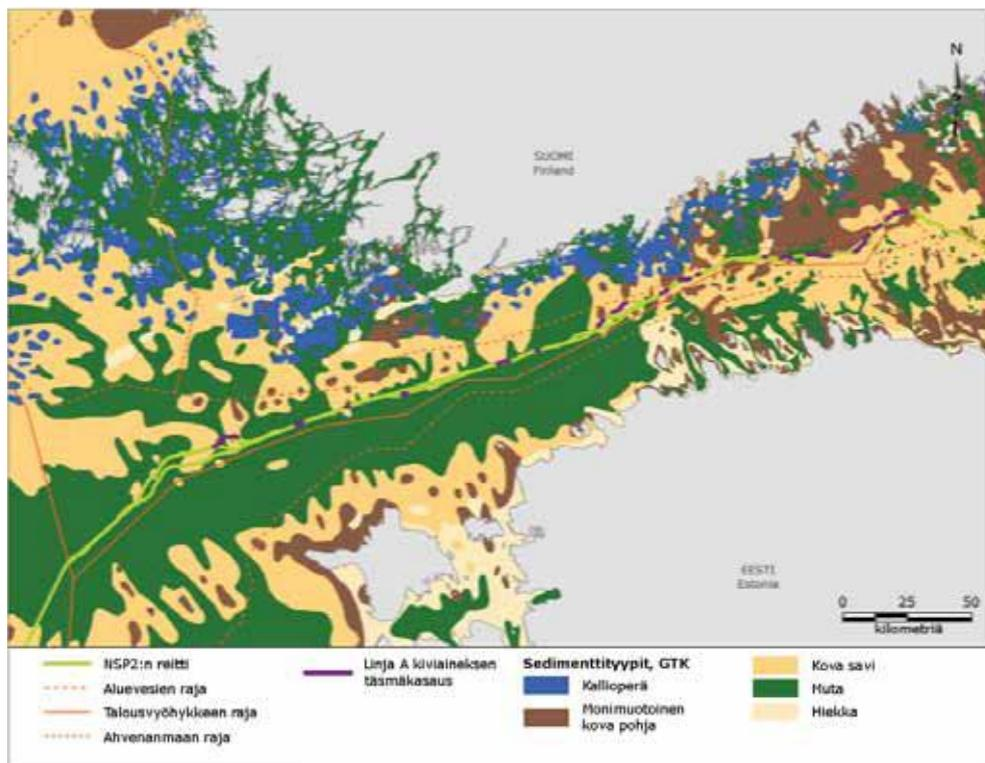 N
SUOMI
Finland
EESTI
Estonia
0 25 50
kilometriä
NSP2:n reitti
Aluevesien raja
Talousvyöhykkeen raja
Ahvenanmaan raja
Linja A kiviaineksen
täsmäkasaus
Sedimenttityypit, GTK
Kallioperä
Monimuotoinen
kova pohja
Kova savi
Muta
Hiekka